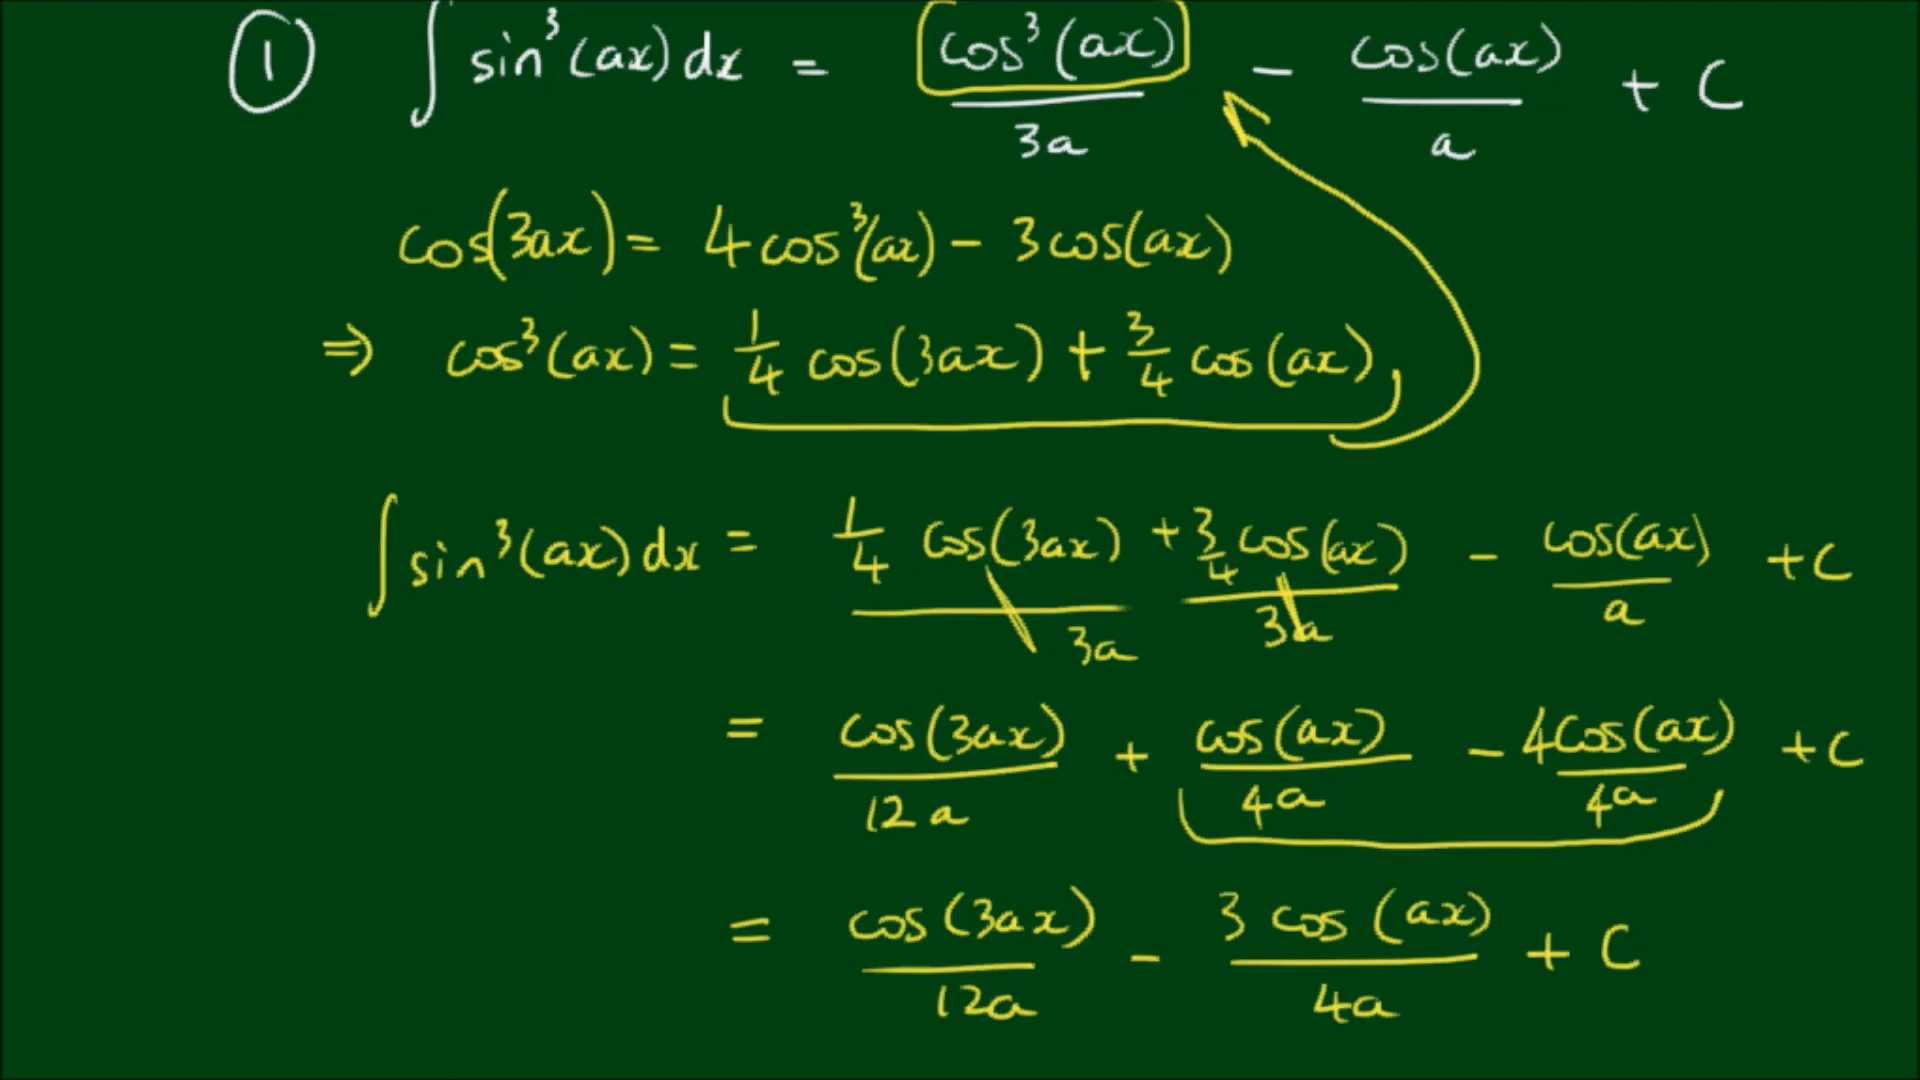 ① ∫ sin³(ax) dx = cos³(ax)/3a − cos(ax)/a + C
cos(3ax) = 4cos³(ax) − 3cos(ax)
⇒ cos³(ax) = 1/4 cos(3ax) + 3/4 cos(ax)
∫ sin³(ax) dx = 1/4 cos(3ax)/3a + 3/4 cos(ax)/3a − cos(ax)/a + C
= cos(3ax)/12a + cos(ax)/4a − 4cos(ax)/4a + C
= cos(3ax)/12a − 3cos(ax)/4a + C